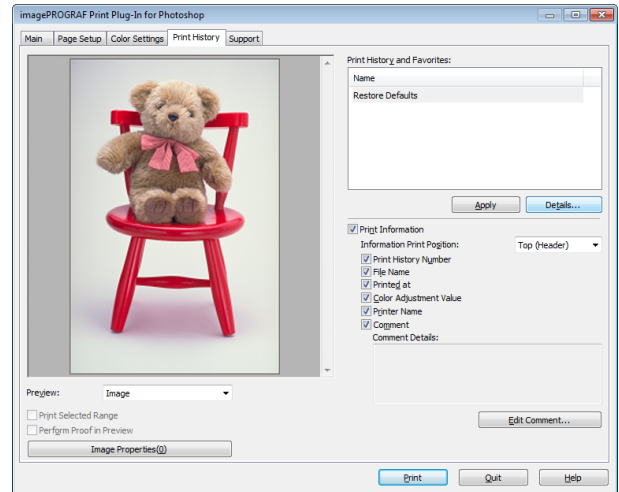 imagePROGRAF Print Plug-In for Photoshop
Main Page Setup Color Settings Print History Support
Print History and Favorites:
Name
Restore Defaults
Apply Details...
Print Information
Information Print Position: Top (Header)
Print History Number
File Name
Printed at
Color Adjustment Value
Printer Name
Comment
Comment Details:
Preview: Image
Print Selected Range
Perform Proof in Preview
Edit Comment...
Image Properties(O)
Print Quit Help